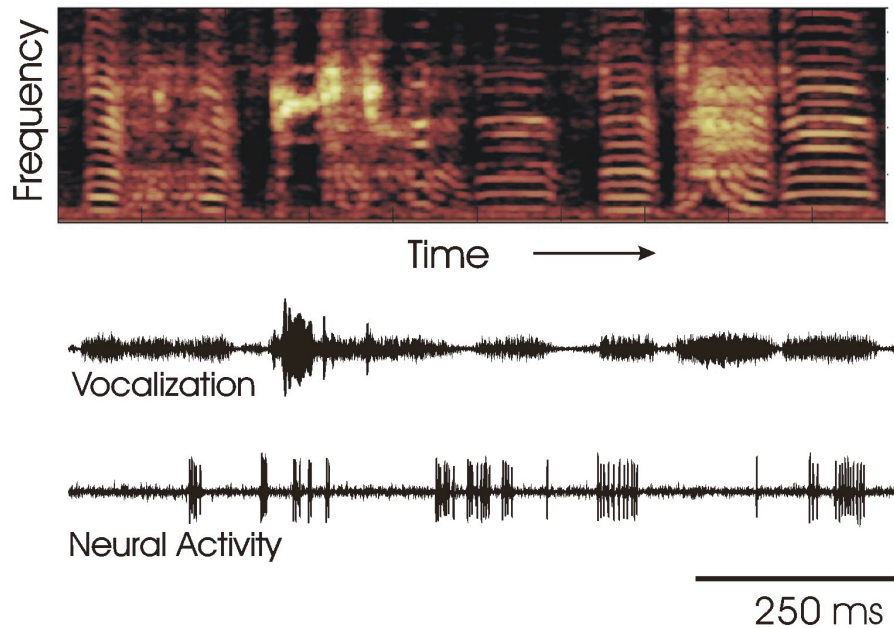 Frequency
Time
Vocalization
Neural Activity
250 ms